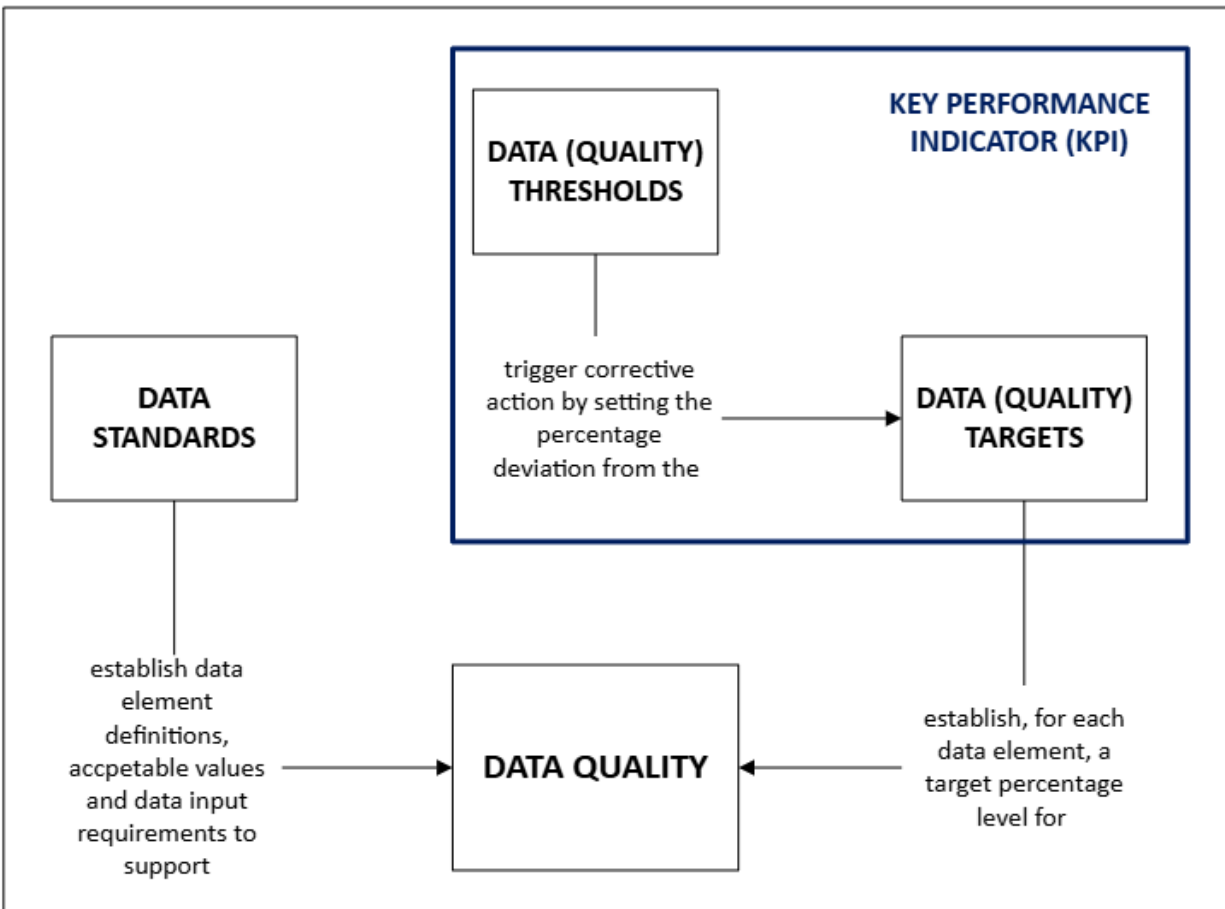 KEY PERFORMANCE
INDICATOR (KPI)
DATA (QUALITY)
THRESHOLDS
trigger corrective
action by setting the
percentage
deviation from the
DATA (QUALITY)
TARGETS
DATA
STANDARDS
establish data
element
definitions,
accpetable values
and data input
requirements to
support
DATA QUALITY
establish, for each
data element, a
target percentage
level for